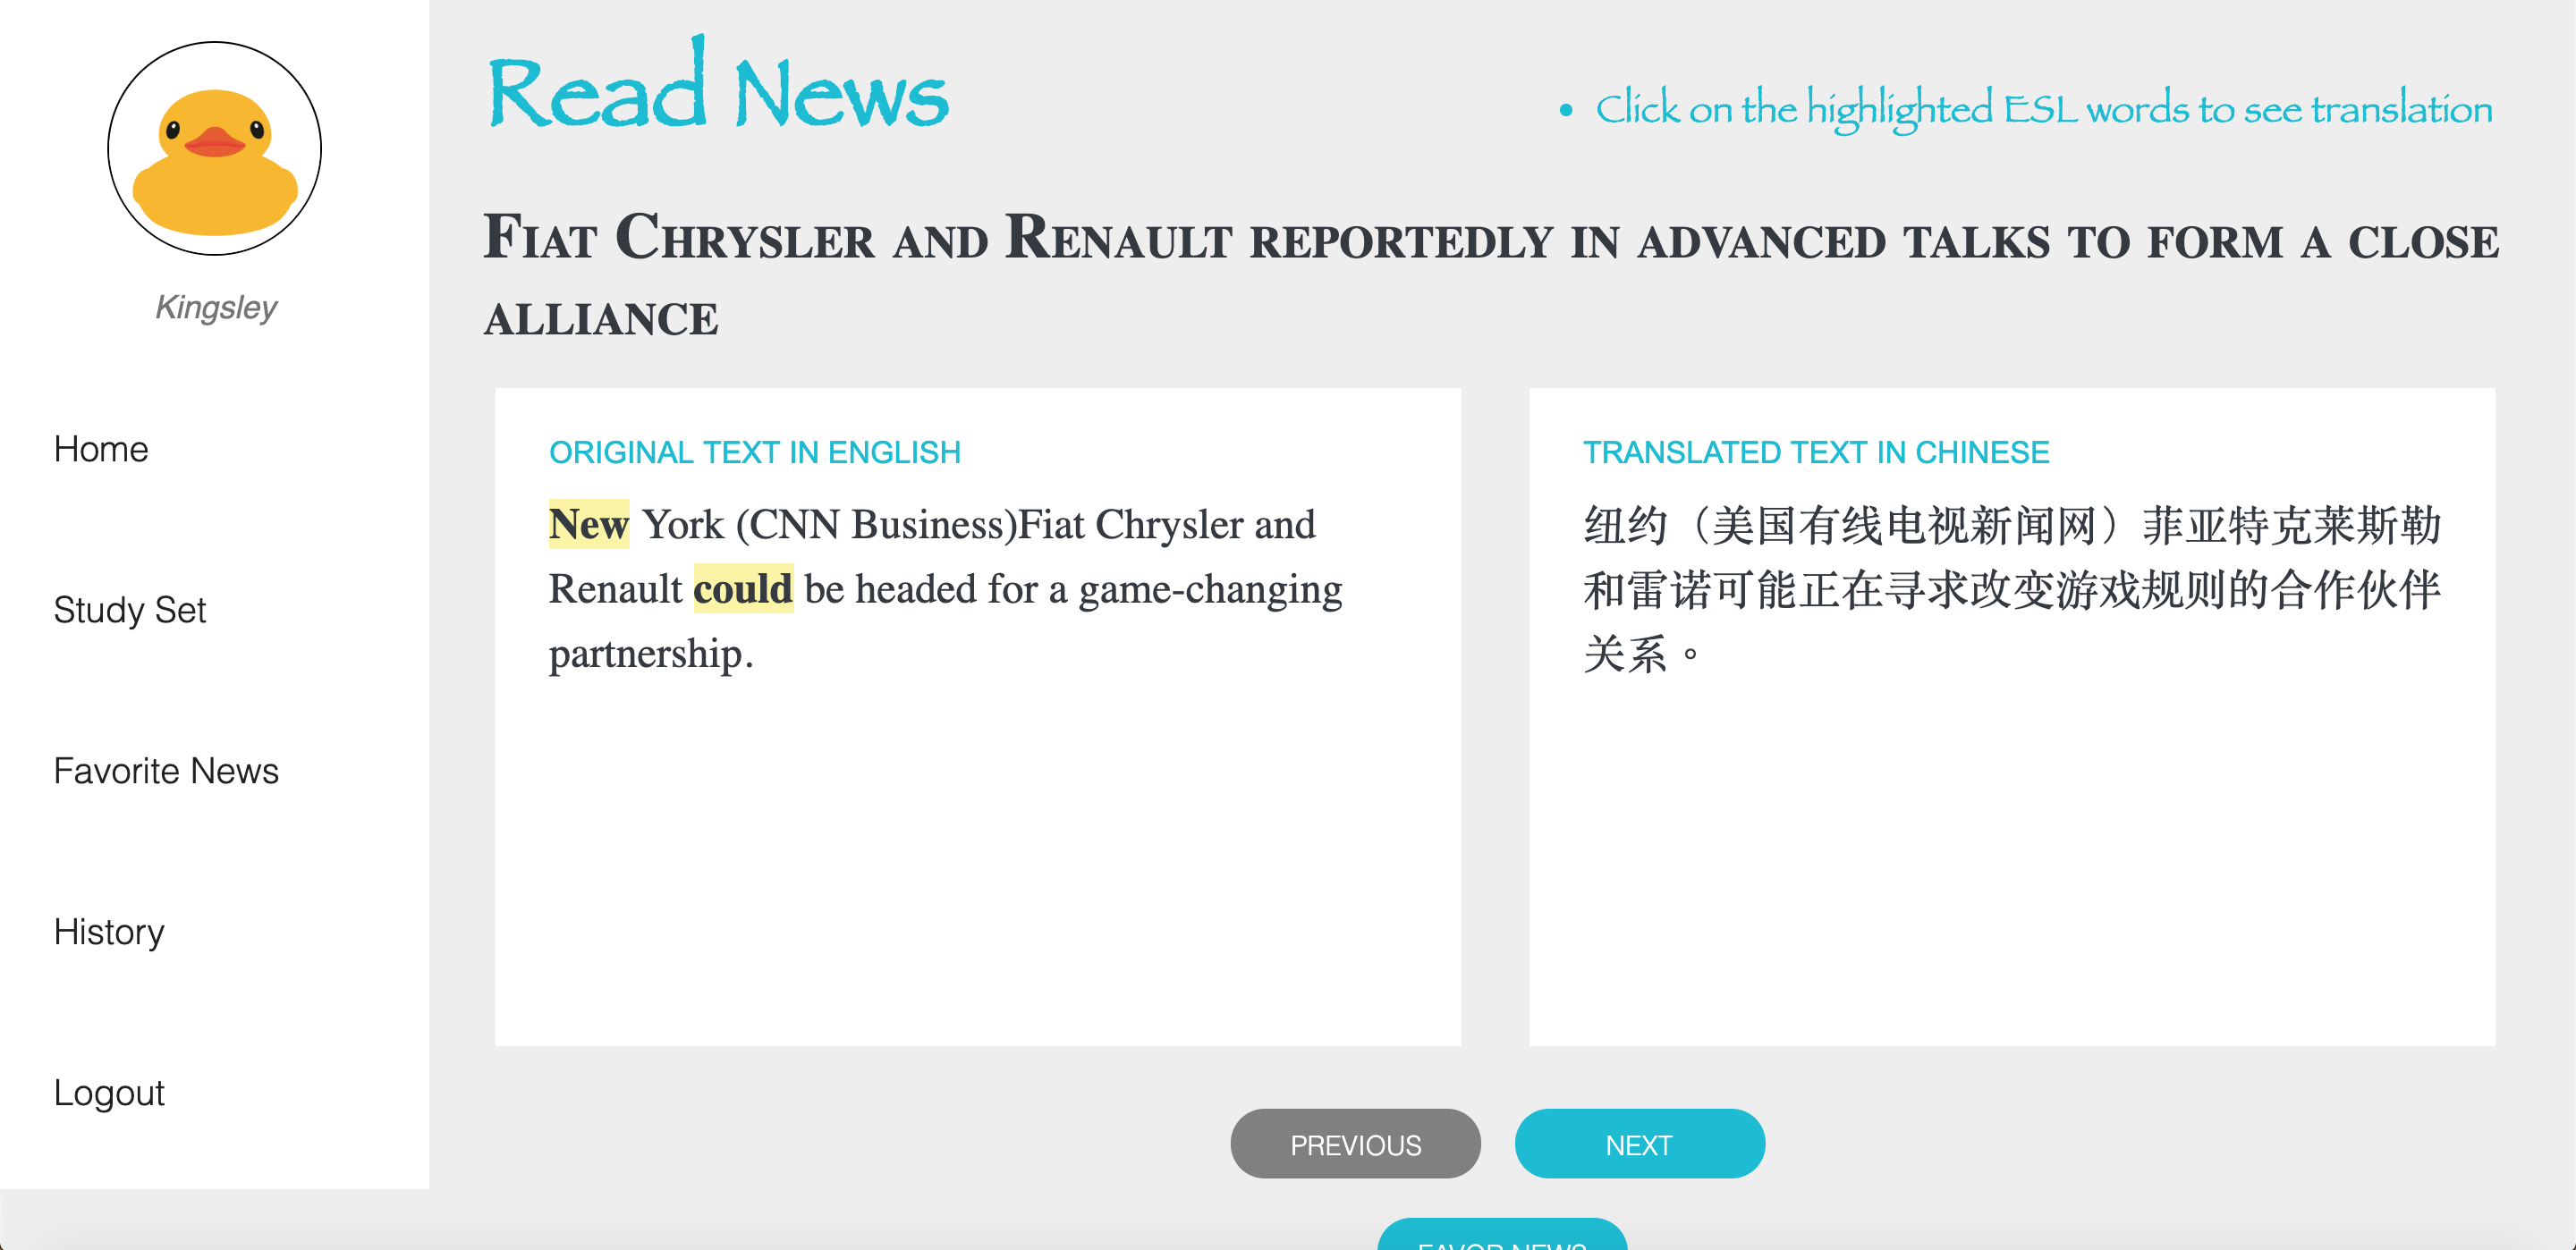 Kingsley
Home
Study Set
Favorite News
History
Logout
Read News
• Click on the highlighted ESL words to see translation
Fiat Chrysler and Renault reportedly in advanced talks to form a close
alliance
ORIGINAL TEXT IN ENGLISH
New York (CNN Business)Fiat Chrysler and
Renault could be headed for a game-changing
partnership.
TRANSLATED TEXT IN CHINESE
纽约（美国有线电视新闻网）菲亚特克莱斯勒
和雷诺可能正在寻求改变游戏规则的合作伙伴
关系。
PREVIOUS
NEXT
FAVOR NEWS